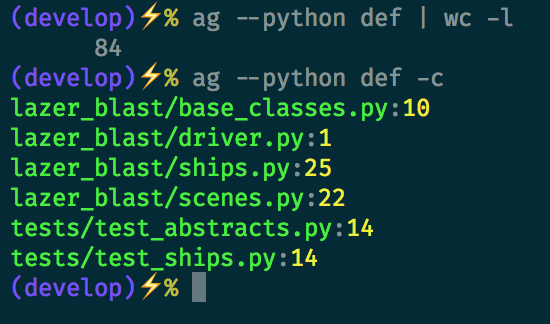 (develop)⚡% ag --python def | wc -l
84
(develop)⚡% ag --python def -c
lazer_blast/base_classes.py:10
lazer_blast/driver.py:1
lazer_blast/ships.py:25
lazer_blast/scenes.py:22
tests/test_abstracts.py:14
tests/test_ships.py:14
(develop)⚡%